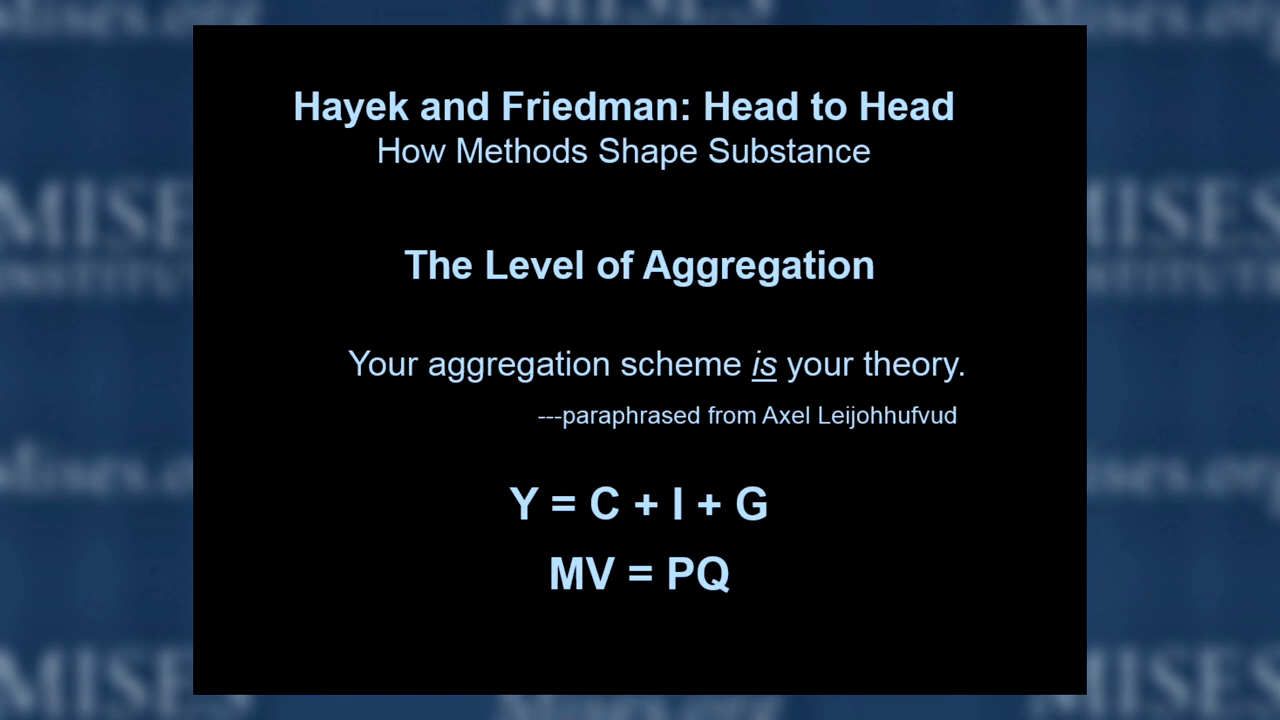 Hayek and Friedman: Head to Head
How Methods Shape Substance
The Level of Aggregation
Your aggregation scheme is your theory.
---paraphrased from Axel Leijohhufvud
Y = C + I + G
MV = PQ